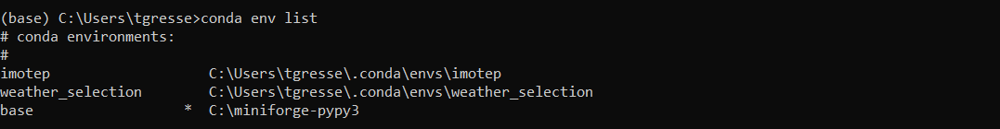 (base) C:\Users\tgresse>conda env list
# conda environments:
#
imotep                   C:\Users\tgresse\.conda\envs\imotep
weather_selection        C:\Users\tgresse\.conda\envs\weather_selection
base                  *  C:\miniforge-pypy3